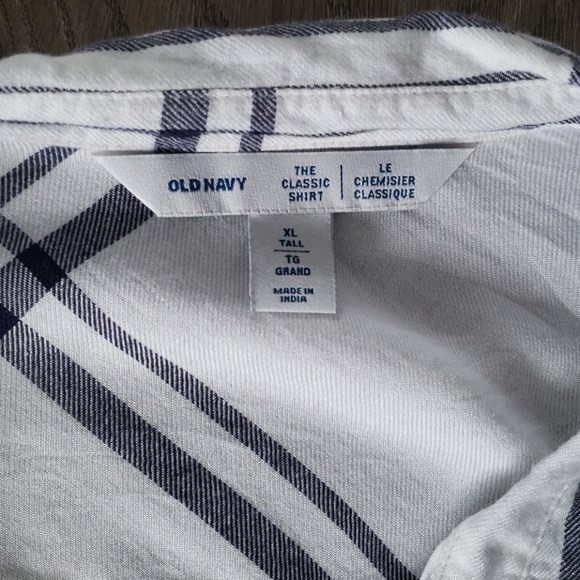 OLD NAVY
THE
CLASSIC
SHIRT
LE
CHEMISIER
CLASSIQUE
XL
TALL
TG
GRAND
MADE IN
INDIA